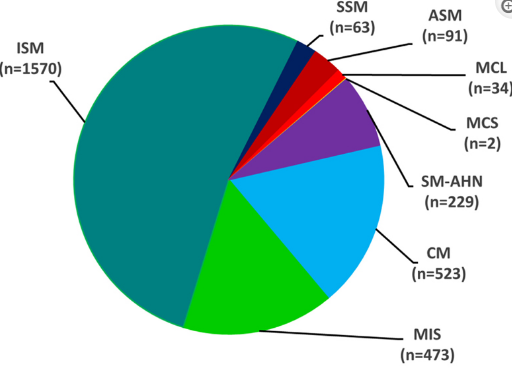 SSM
(n=63)
ASM
(n=91)
ISM
(n=1570)
MCL
(n=34)
MCS
(n=2)
SM-AHN
(n=229)
CM
(n=523)
MIS
(n=473)